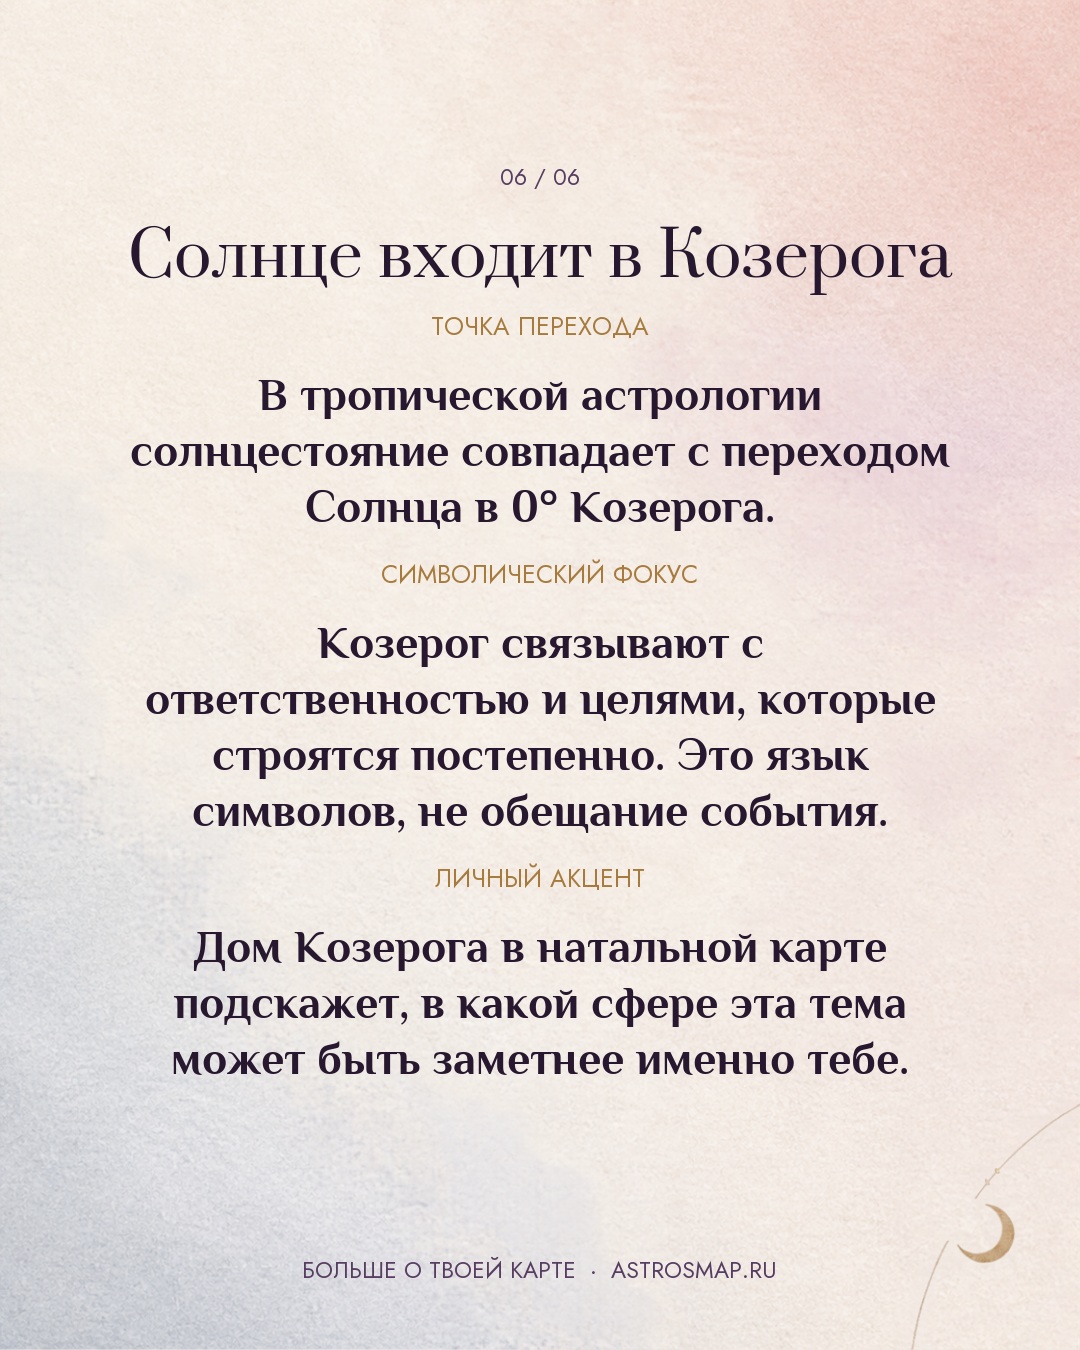 06 / 06
Солнце входит в Козерога
ТОЧКА ПЕРЕХОДА
В тропической астрологии
солнцестояние совпадает с переходом
Солнца в 0° Козерога.
СИМВОЛИЧЕСКИЙ ФОКУС
Козерог связывают с
ответственностью и целями, которые
строятся постепенно. Это язык
символов, не обещание события.
ЛИЧНЫЙ АКЦЕНТ
Дом Козерога в натальной карте
подскажет, в какой сфере эта тема
может быть заметнее именно тебе.
БОЛЬШЕ О ТВОЕЙ КАРТЕ · ASTROSMAP.RU